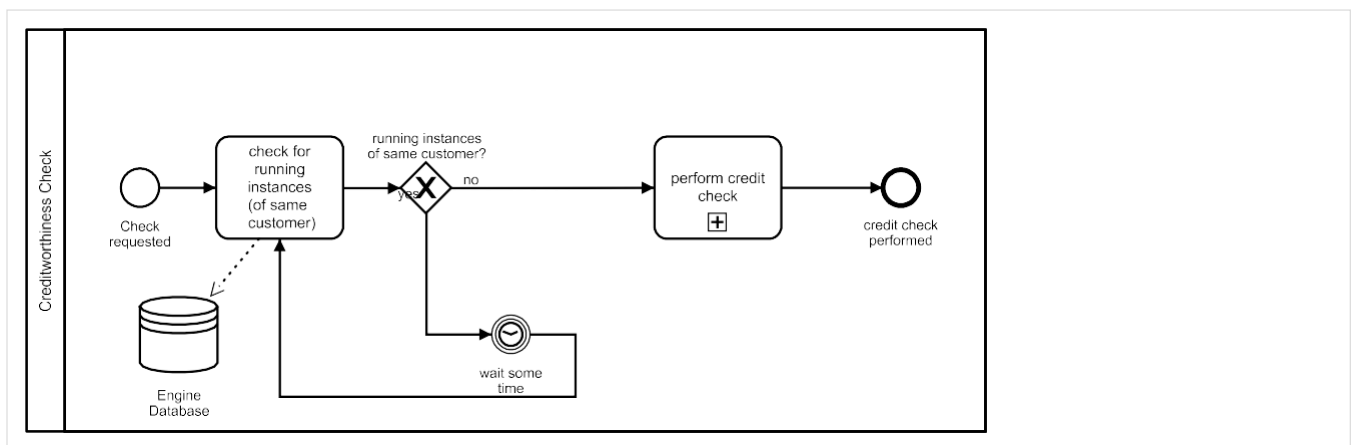 Creditworthiness Check
Check
requested
check for
running
instances
(of same
customer)
running instances
of same customer?
yes
no
perform credit
check
credit check
performed
wait some
time
Engine
Database